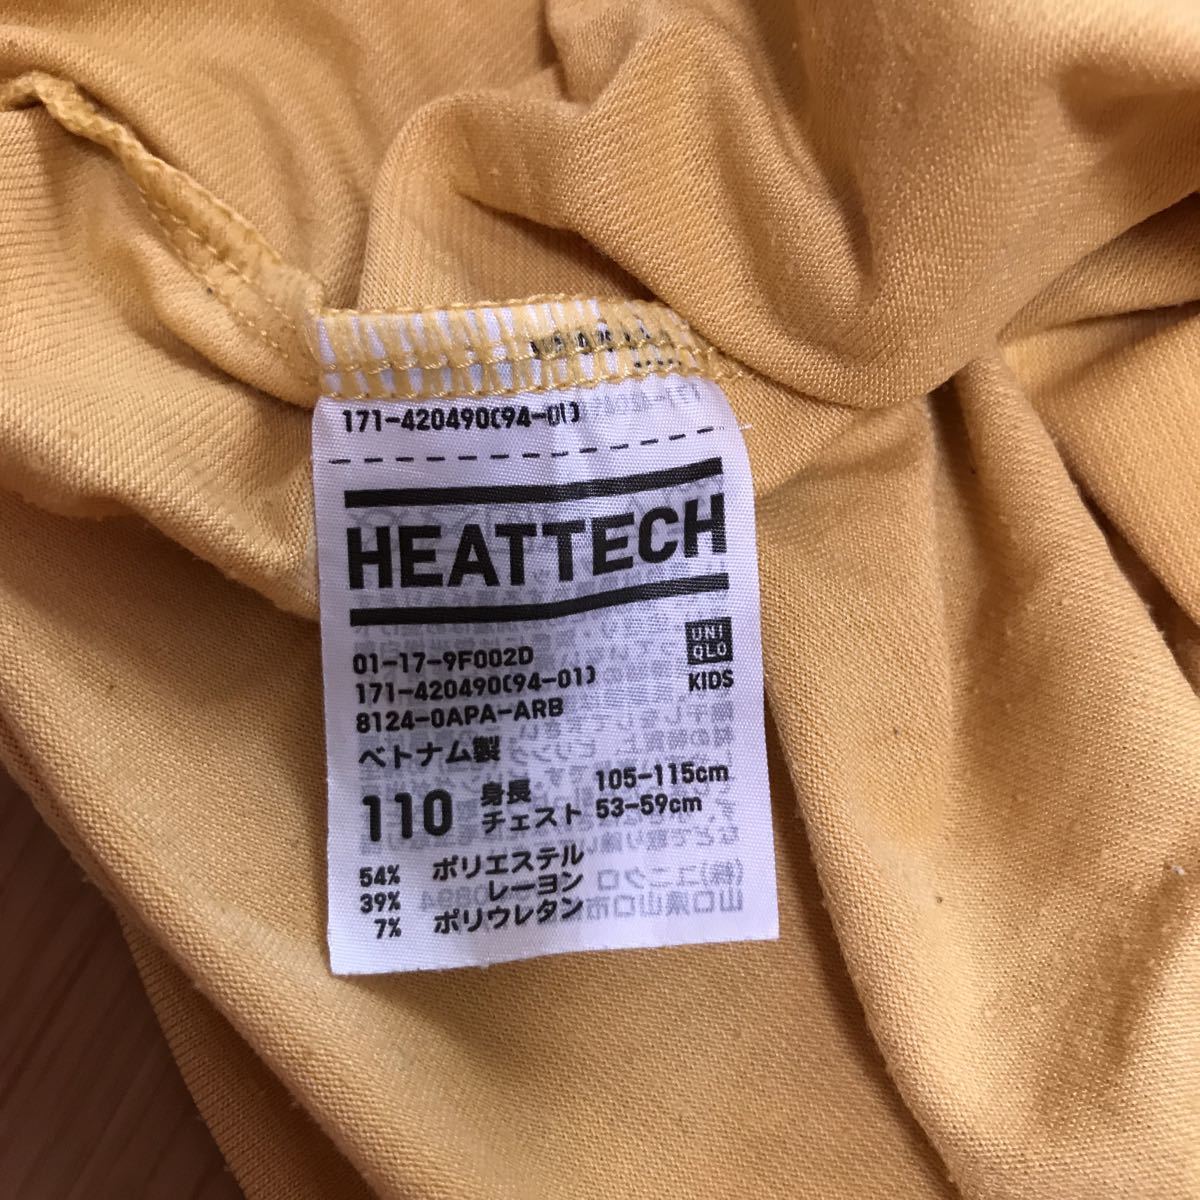 171-420490(94-01)
HEATTECH
UNI
QLO
KIDS
01-17-9F002D
171-420490(94-01)
8124-0APA-ARB
ベトナム製
110 身長 105-115cm
チェスト 53-59cm
54% ポリエステル
39% レーヨン
7% ポリウレタン